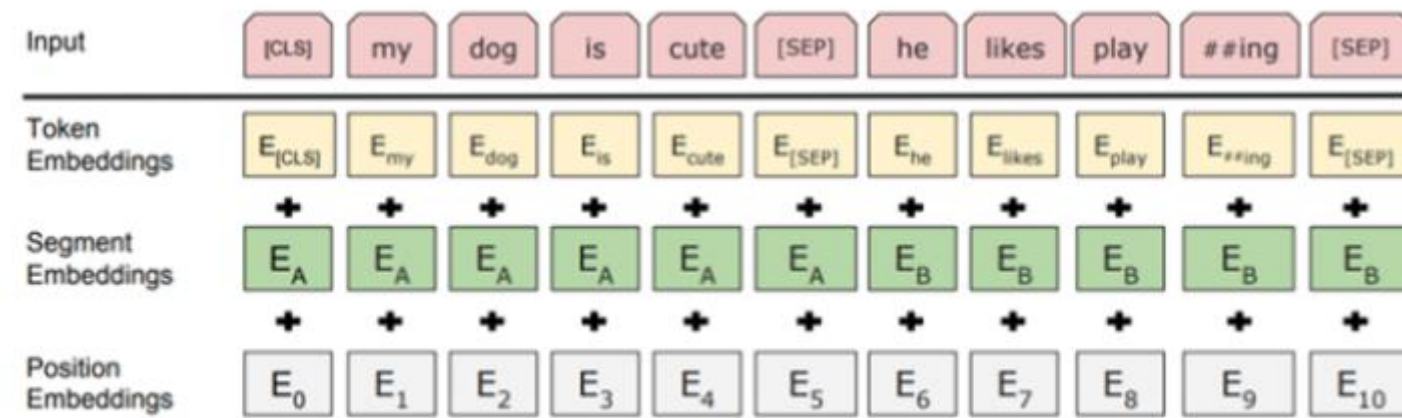 Input [CLS] my dog is cute [SEP] he likes play ##ing [SEP]
Token Embeddings E[CLS] Emy Edog Eis Ecute E[SEP] Ehe Elikes Eplay E##ing E[SEP]
+ + + + + + + + + + +
Segment Embeddings EA EA EA EA EA EA EB EB EB EB EB
+ + + + + + + + + + +
Position Embeddings E0 E1 E2 E3 E4 E5 E6 E7 E8 E9 E10